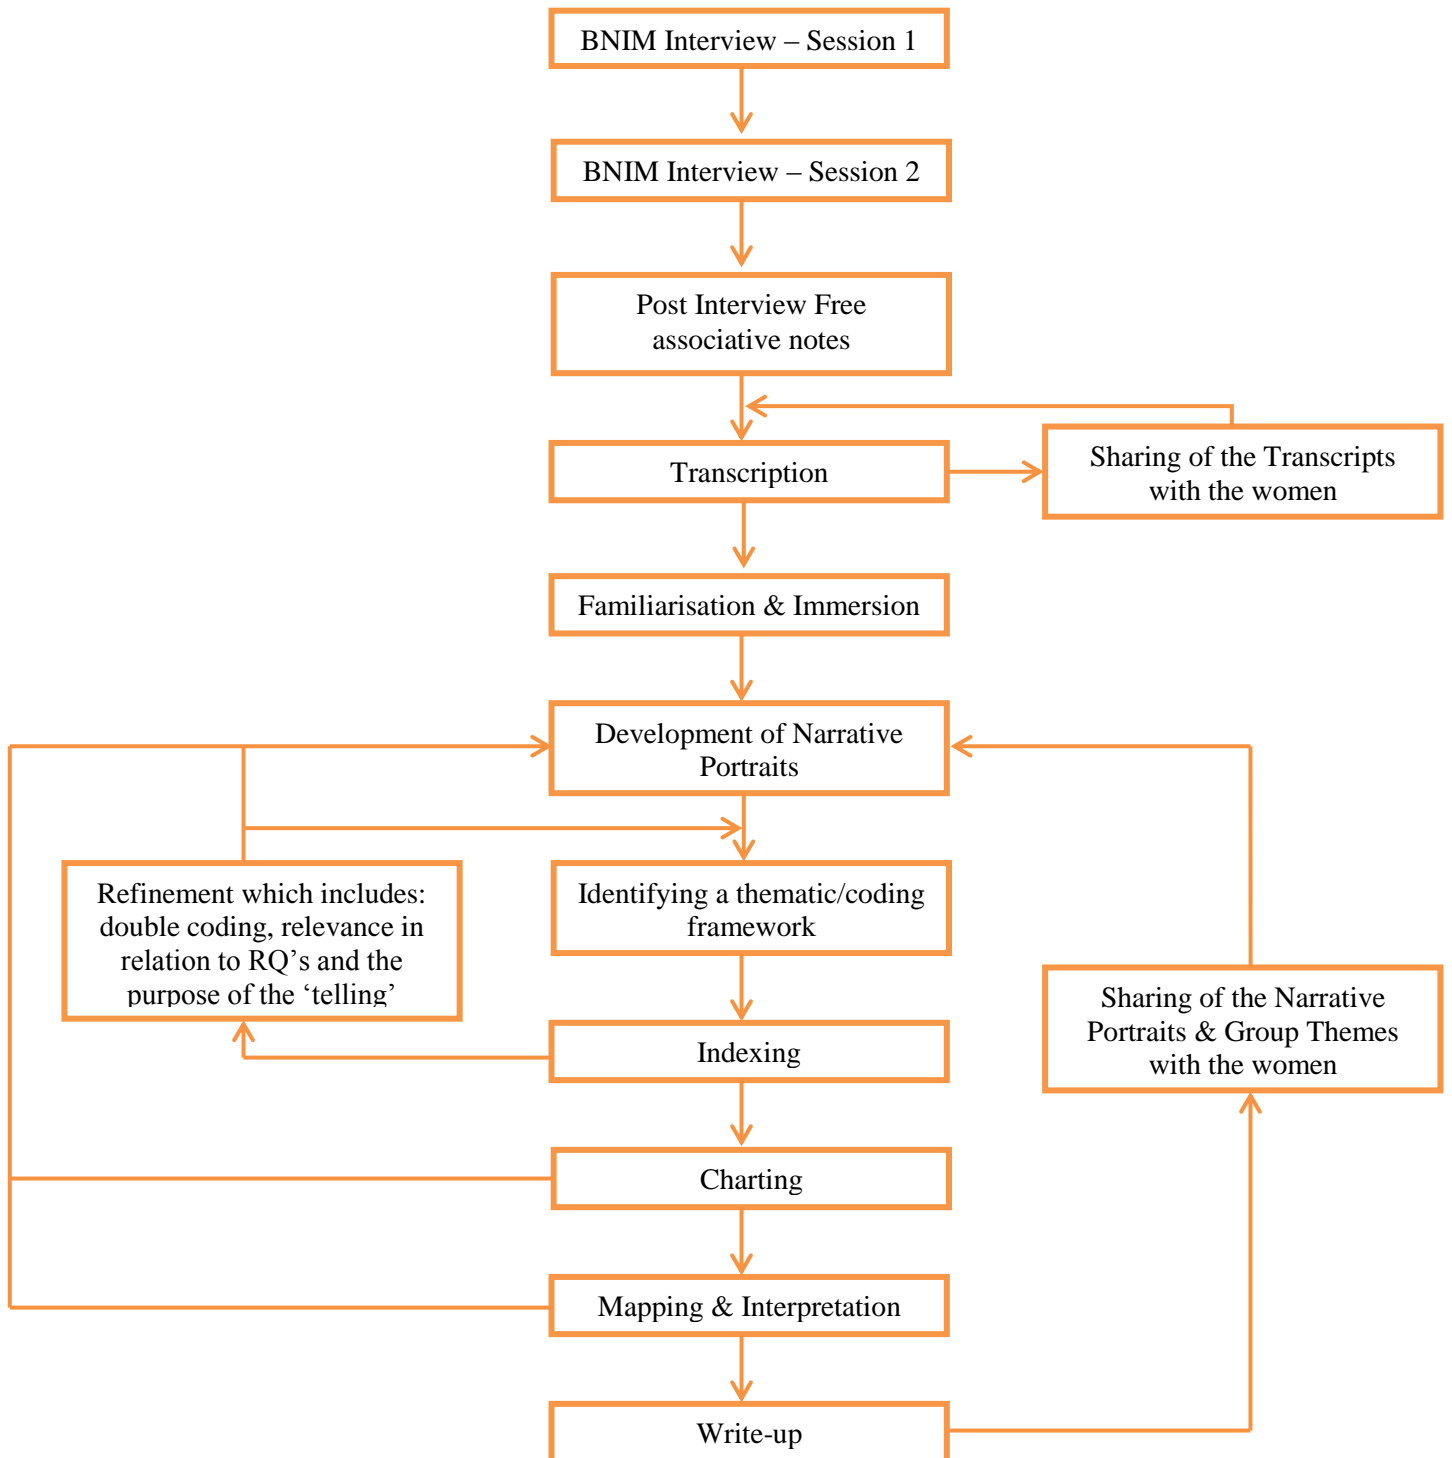 BNIM Interview – Session 1
BNIM Interview – Session 2
Post Interview Free
associative notes
Transcription
Sharing of the Transcripts
with the women
Familiarisation & Immersion
Development of Narrative
Portraits
Refinement which includes:
double coding, relevance in
relation to RQ’s and the
purpose of the ‘telling’
Identifying a thematic/coding
framework
Sharing of the Narrative
Portraits & Group Themes
with the women
Indexing
Charting
Mapping & Interpretation
Write-up